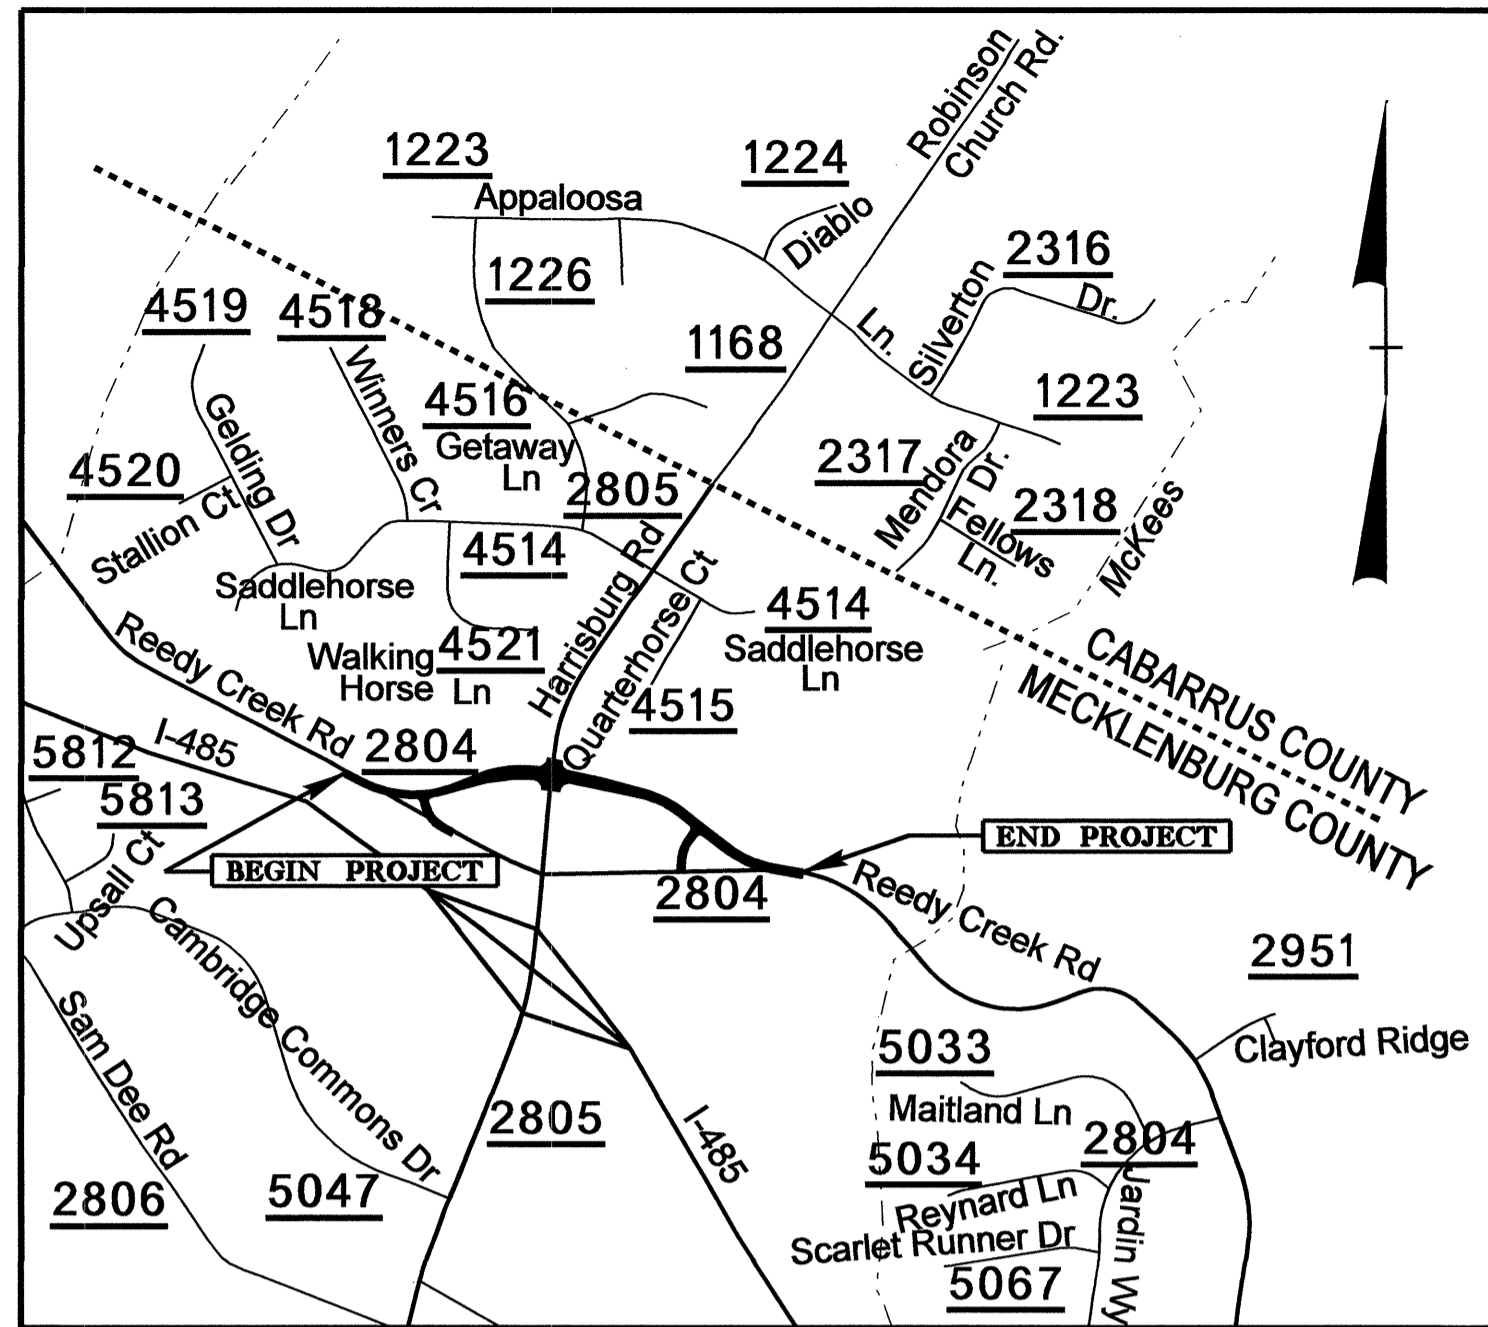 Robinson
Church Rd.
1223
1224
Appaloosa
Diablo
2316
1226
Silverton
Dr.
4519
4518
Ln.
1168
Winners Cr
4516
1223
Gelding Dr
Getaway
Ln
2317
Mendora
Dr.
4520
2805
2318
Stallion Ct
Fellows
Ln.
McKees
4514
Harrisburg Rd
Quarterhorse Ct
Saddlehorse
Ln
4514
Saddlehorse
Ln
Reedy Creek Rd
Walking
Horse
4521
Ln
CABARRUS COUNTY
MECKLENBURG COUNTY
4515
I-485
2804
5812
5813
END PROJECT
Upsall Ct
BEGIN PROJECT
2804
Reedy Creek Rd
Cambridge Commons Dr
2951
Sam Dee Rd
5033
Clayford Ridge
2805
Maitland Ln
I-485
2804
5034
2806
5047
Reynard Ln
Jardin Wy
Scarlet Runner Dr
5067